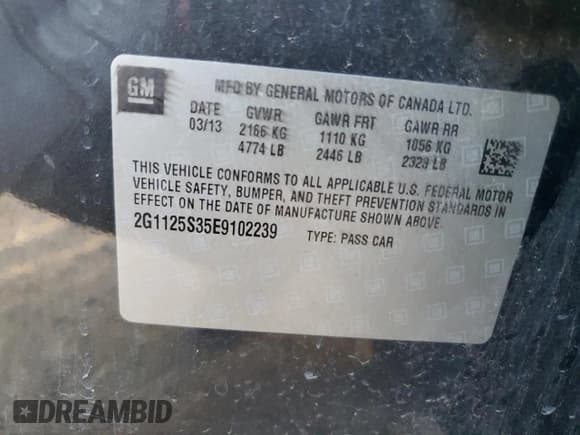 GM
MFD BY GENERAL MOTORS OF CANADA LTD.
DATE GVWR GAWR FRT GAWR RR
03/13 2166 KG 1110 KG 1056 KG
4774 LB 2446 LB 2328 LB
THIS VEHICLE CONFORMS TO ALL APPLICABLE U.S. FEDERAL MOTOR
VEHICLE SAFETY, BUMPER, AND THEFT PREVENTION STANDARDS IN
EFFECT ON THE DATE OF MANUFACTURE SHOWN ABOVE.
2G1125S35E9102239 TYPE: PASS CAR
DREAMBID